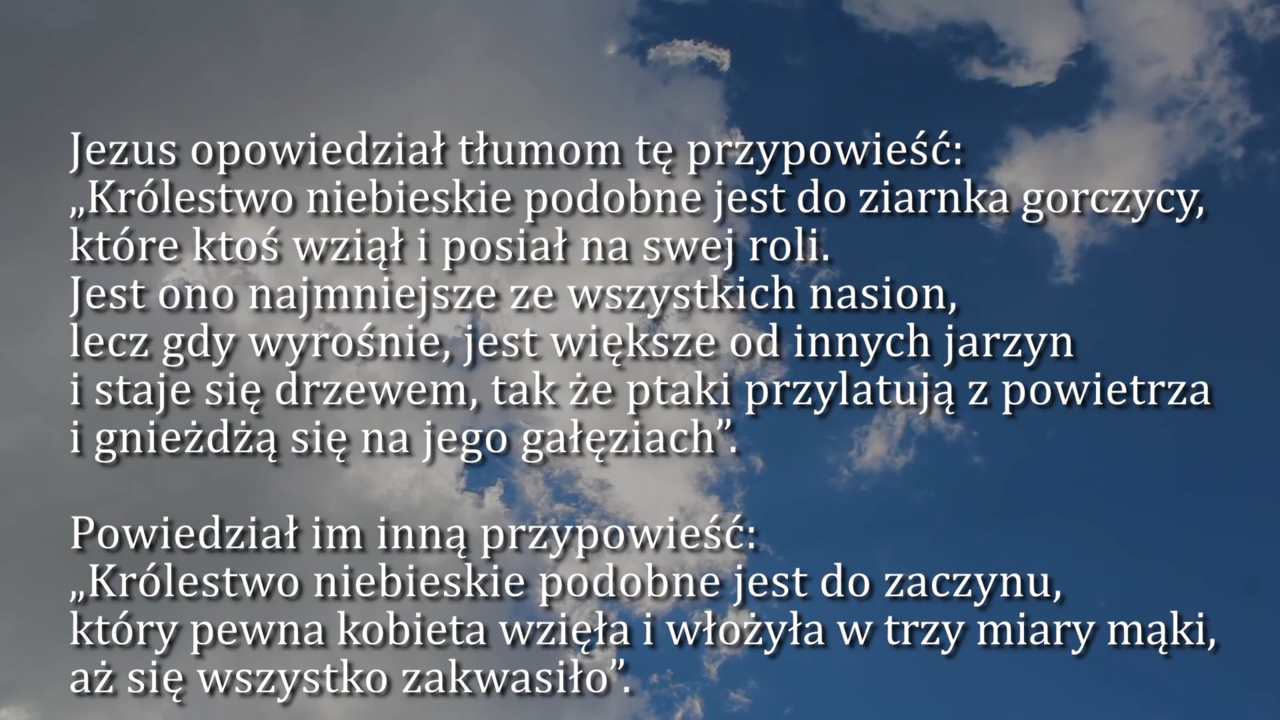 Jezus opowiedział tłumom tę przypowieść:
„Królestwo niebieskie podobne jest do ziarnka gorczycy,
które ktoś wziął i posiał na swej roli.
Jest ono najmniejsze ze wszystkich nasion,
lecz gdy wyrośnie, jest większe od innych jarzyn
i staje się drzewem, tak że ptaki przylatują z powietrza
i gnieżdżą się na jego gałęziach”.

Powiedział im inną przypowieść:
„Królestwo niebieskie podobne jest do zaczynu,
który pewna kobieta wzięła i włożyła w trzy miary mąki,
aż się wszystko zakwasiło”.